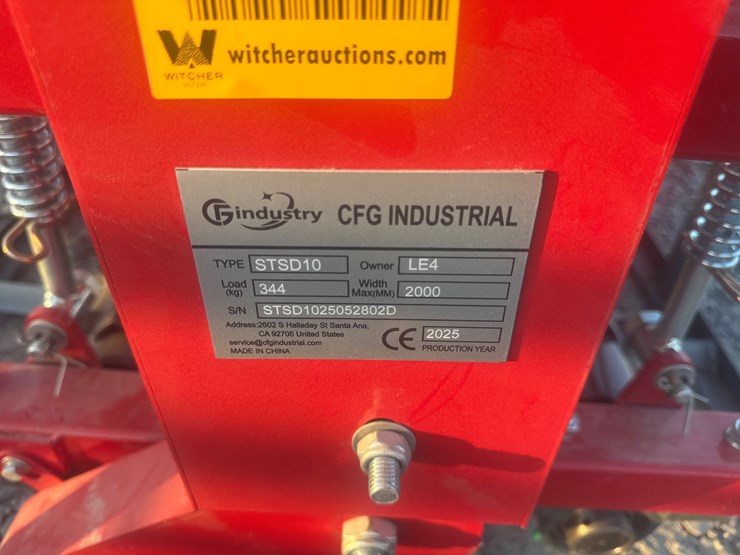 W witcherauctions.com
WITCHER
CFindustry CFG INDUSTRIAL
TYPE STSD10 Owner LE4
Load (kg) 344 Width Max(MM) 2000
S/N STSD1025052802D
Address:2602 S Halladay St Santa Ana,
CA 92705 United States
service@cfgindustrial.com
MADE IN CHINA
CE 2025
PRODUCTION YEAR